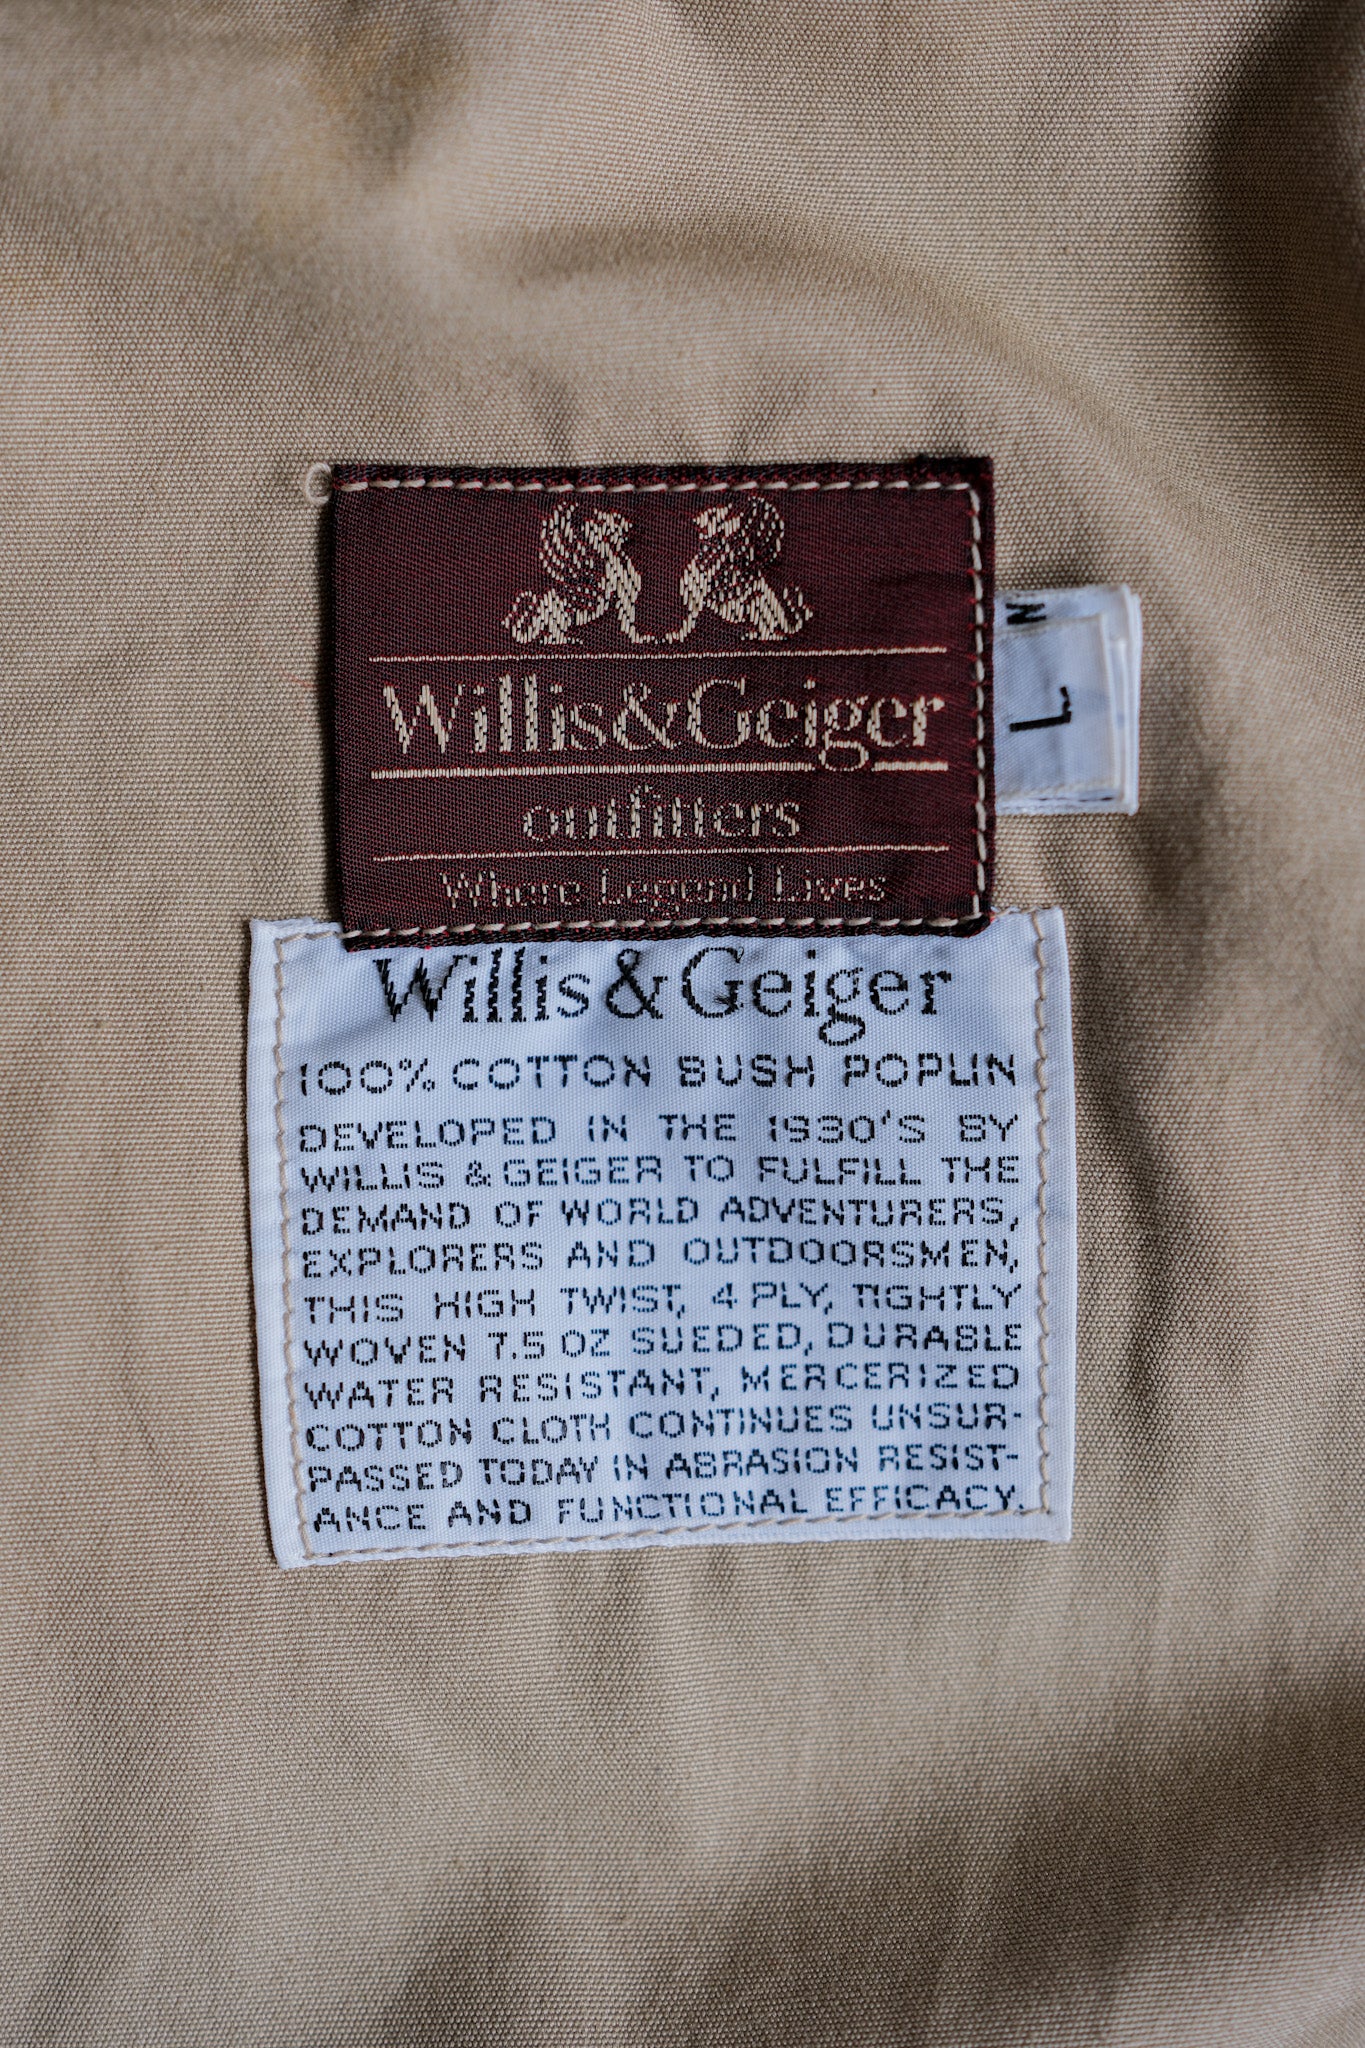 Willis&Geiger
outfitters
Where Legend Lives
N
L
Willis&Geiger
100% COTTON BUSH POPLIN
DEVELOPED IN THE 1930'S BY
WILLIS & GEIGER TO FULFILL THE
DEMAND OF WORLD ADVENTURERS,
EXPLORERS AND OUTDOORSMEN,
THIS HIGH TWIST, 4 PLY, TIGHTLY
WOVEN 7.5 OZ SUEDED, DURABLE
WATER RESISTANT, MERCERIZED
COTTON CLOTH CONTINUES UNSUR-
PASSED TODAY IN ABRASION RESIST-
ANCE AND FUNCTIONAL EFFICACY.